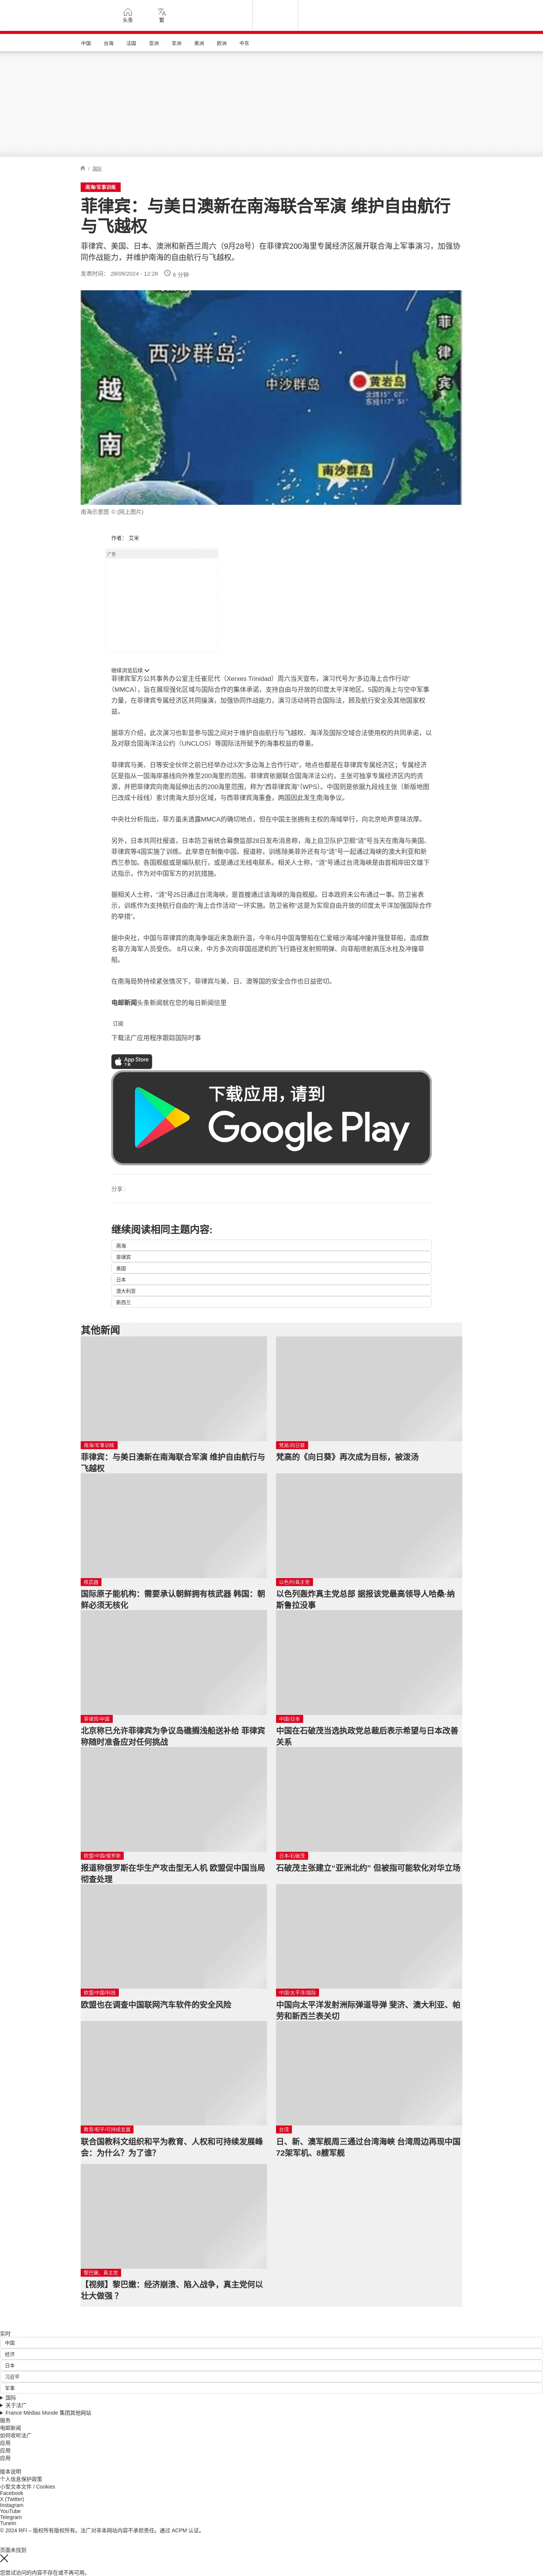 头条
繁
中国
台海
法国
亚洲
非洲
美洲
欧洲
中东
/ 国际
南海/军事训练
菲律宾：与美日澳新在南海联合军演 维护自由航行
与飞越权
菲律宾、美国、日本、澳洲和新西兰周六（9月28号）在菲律宾200海里专属经济区展开联合海上军事演习，加强协
同作战能力，并维护南海的自由航行与飞越权。
发表时间： 28/09/2024 - 12:28 6 分钟
菲律宾
西沙群岛
中沙群岛
黄岩岛
北纬15° 07′
东经117° 51′
越南
南沙群岛
南海示意图 © (网上图片)
作者： 艾米
广告
继续浏览后续
菲律宾军方公共事务办公室主任崔尼代（Xerxes Trinidad）周六当天宣布，演习代号为“多边海上合作行动”
（MMCA），旨在展现强化区域与国际合作的集体承诺，支持自由与开放的印度太平洋地区。5国的海上与空中军事
力量，在菲律宾专属经济区共同操演，加强协同作战能力，演习活动将符合国际法，顾及航行安全及其他国家权
益。
据菲方介绍，此次演习也彰显参与国之间对于维护自由航行与飞越权、海洋及国际空域合法使用权的共同承诺，以
及对联合国海洋法公约（UNCLOS）等国际法所赋予的海事权益的尊重。
菲律宾与美、日等安全伙伴之前已经举办过3次“多边海上合作行动”，地点也都是在菲律宾专属经济区；专属经济
区是指从一国海岸基线向外推至200海里的范围。菲律宾依据联合国海洋法公约，主张可独享专属经济区内的资
源，并把菲律宾向南海延伸出去的200海里范围，称为“西菲律宾海”（WPS）。中国则是依据九段线主张（新版地图
已改成十段线）索讨南海大部分区域，与西菲律宾海重叠，两国因此发生南海争议。
中央社分析指出，菲方虽未透露MMCA的确切地点，但在中国主张拥有主权的海域举行，向北京呛声意味浓厚。
另外，日本共同社报道，日本防卫省统合幕僚监部28日发布消息称，海上自卫队护卫舰“涟”号当天在南海与美国、
菲律宾等4国实施了训练。此举意在制衡中国。报道称，训练除美菲外还有与“涟”号一起通过海峡的澳大利亚和新
西兰参加。各国舰艇或是编队航行，或是通过无线电联系。相关人士称，“涟”号通过台湾海峡是由首相岸田文雄下
达指示，作为对中国军方的对抗措施。
据相关人士称，“涟”号25日通过台湾海峡，是首艘通过该海峡的海自舰艇。日本政府未公布通过一事。防卫省表
示，训练作为支持航行自由的“海上合作活动”一环实施。防卫省称“这是为实现自由开放的印度太平洋加强国际合作
的举措”。
据中央社，中国与菲律宾的南海争端近来急剧升温，今年6月中国海警船在仁爱暗沙海域冲撞并强登菲船，造成数
名菲方海军人员受伤。 8月以来，中方多次向菲国巡逻机的飞行路径发射照明弹、向菲船喷射高压水柱及冲撞菲
船。
在南海局势持续紧张情况下，菲律宾与美、日、澳等国的安全合作也日益密切。
电邮新闻头条新闻就在您的每日新闻信里
订阅
下载法广应用程序跟踪国际时事
App Store
下载
下载应用，请到
Google Play
分享 :
继续阅读相同主题内容:
南海
菲律宾
美国
日本
澳大利亚
新西兰
其他新闻
南海/军事训练
菲律宾：与美日澳新在南海联合军演 维护自由航行与
飞越权
梵高/向日葵
梵高的《向日葵》再次成为目标，被泼汤
核武器
国际原子能机构：需要承认朝鲜拥有核武器 韩国：朝
鲜必须无核化
以色列/真主党
以色列轰炸真主党总部 据报该党最高领导人哈桑·纳
斯鲁拉没事
菲律宾/中国
北京称已允许菲律宾为争议岛礁搁浅船送补给 菲律宾
称随时准备应对任何挑战
中国/日本
中国在石破茂当选执政党总裁后表示希望与日本改善
关系
欧盟/中国/俄罗斯
报道称俄罗斯在华生产攻击型无人机 欧盟促中国当局
彻查处理
日本/石破茂
石破茂主张建立“亚洲北约” 但被指可能软化对华立场
欧盟/中国/科技
欧盟也在调查中国联网汽车软件的安全风险
中国/太平洋/国际
中国向太平洋发射洲际弹道导弹 斐济、澳大利亚、帕
劳和新西兰表关切
教育/和平/可持续发展
联合国教科文组织和平为教育、人权和可持续发展峰
会：为什么？为了谁？
台湾
日、新、澳军舰周三通过台湾海峡 台湾周边再现中国
72架军机、8艘军舰
黎巴嫩，真主党
【视频】黎巴嫩：经济崩溃、陷入战争，真主党何以
壮大做强 ？
实时
中国
经济
日本
习近平
军事
国际
关于法广
France Médias Monde 集团其他网站
服务
电邮新闻
如何收听法广
应用
应用
应用
版本说明
个人信息保护政策
小型文本文件 / Cookies
Facebook
X (Twitter)
Instagram
YouTube
Telegram
TuneIn
© 2024 RFI – 版权所有版权所有。法广对非本网站内容不承担责任。通过 ACPM 认证。
页面未找到
您尝试访问的内容不存在或不再可用。